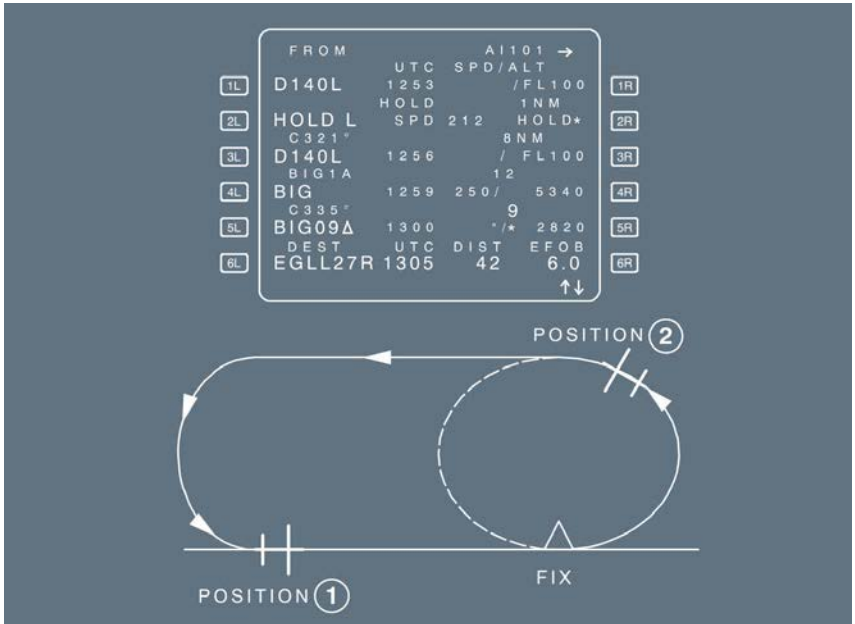 FROM AI101 →
UTC SPD/ALT
1L D140L 1253 /FL100 1R
HOLD 1NM
2L HOLD L SPD 212 HOLD* 2R
C321° 8NM
3L D140L 1256 / FL100 3R
BIG1A 12
4L BIG 1259 250/ 5340 4R
C335° 9
5L BIG09Δ 1300 "/* 2820 5R
DEST UTC DIST EFOB
6L EGLL27R 1305 42 6.0 6R
↑↓
POSITION 2
POSITION 1
FIX